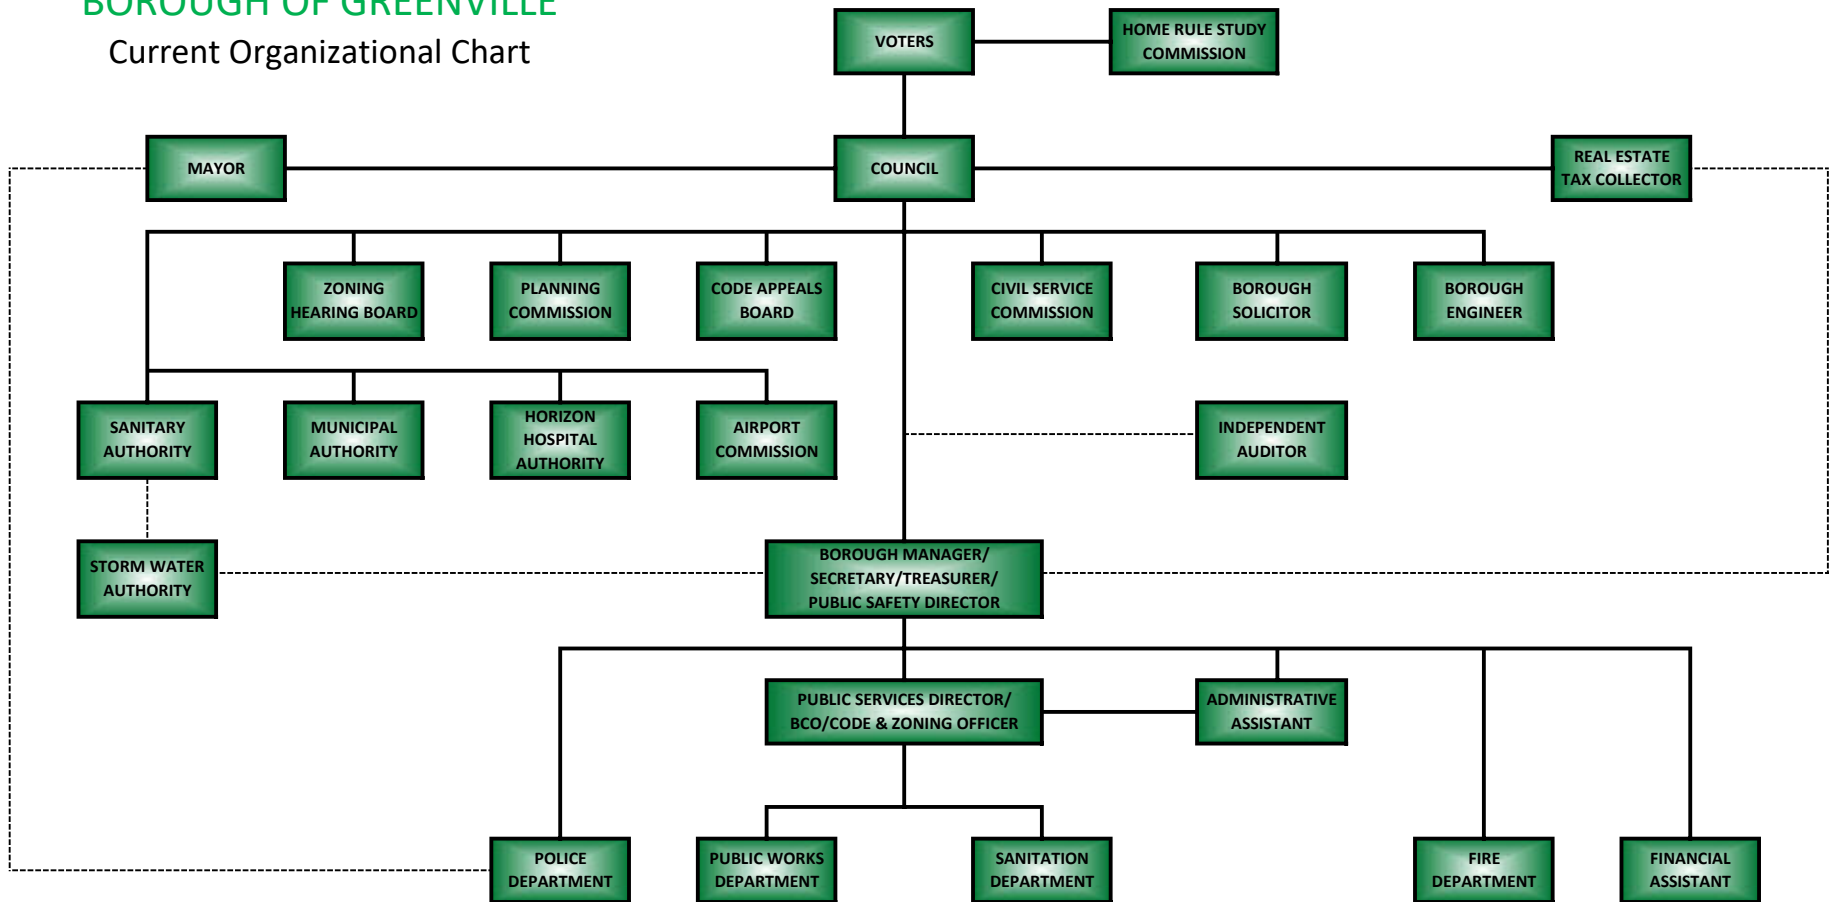 BOROUGH OF GREENVILLE
Current Organizational Chart
VOTERS
HOME RULE STUDY
COMMISSION
MAYOR
COUNCIL
REAL ESTATE
TAX COLLECTOR
ZONING
HEARING BOARD
PLANNING
COMMISSION
CODE APPEALS
BOARD
CIVIL SERVICE
COMMISSION
BOROUGH
SOLICITOR
BOROUGH
ENGINEER
SANITARY
AUTHORITY
MUNICIPAL
AUTHORITY
HORIZON
HOSPITAL
AUTHORITY
AIRPORT
COMMISSION
INDEPENDENT
AUDITOR
STORM WATER
AUTHORITY
BOROUGH MANAGER/
SECRETARY/TREASURER/
PUBLIC SAFETY DIRECTOR
PUBLIC SERVICES DIRECTOR/
BCO/CODE & ZONING OFFICER
ADMINISTRATIVE
ASSISTANT
POLICE
DEPARTMENT
PUBLIC WORKS
DEPARTMENT
SANITATION
DEPARTMENT
FIRE
DEPARTMENT
FINANCIAL
ASSISTANT